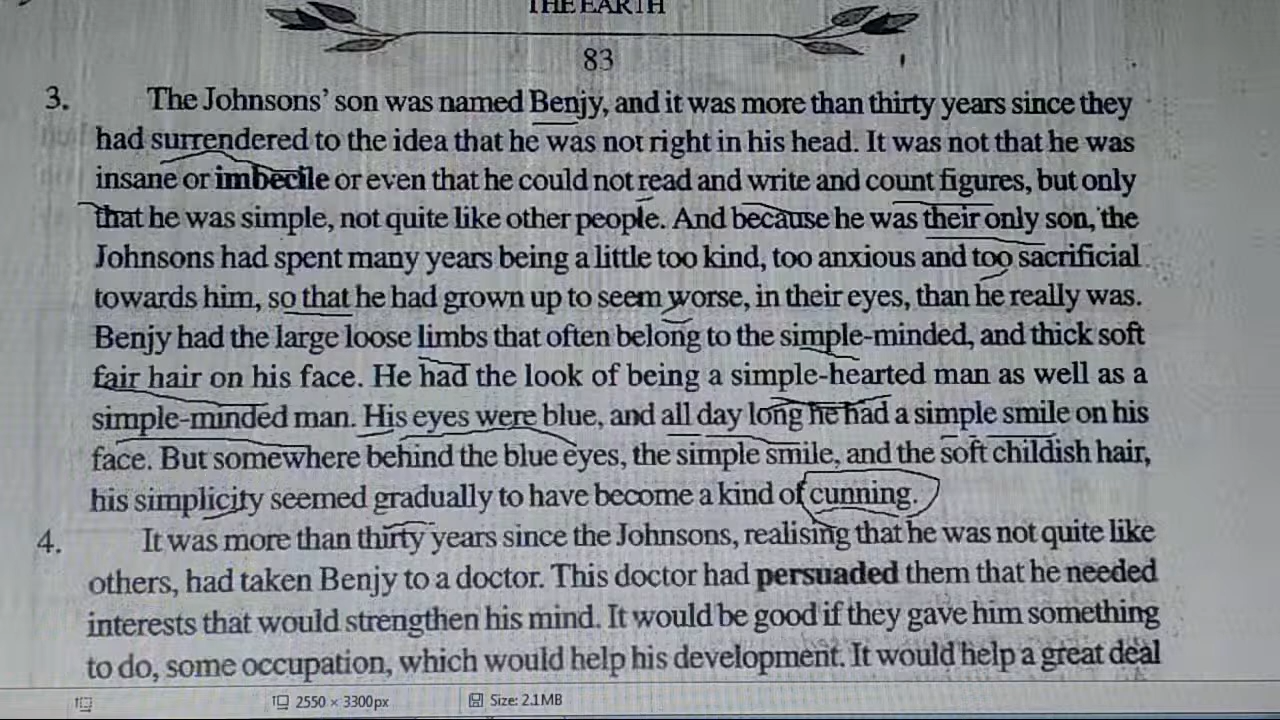 THE EARTH
83
3. The Johnsons' son was named Benjy, and it was more than thirty years since they
had surrendered to the idea that he was not right in his head. It was not that he was
insane or imbecile or even that he could not read and write and count figures, but only
that he was simple, not quite like other people. And because he was their only son, the
Johnsons had spent many years being a little too kind, too anxious and too sacrificial
towards him, so that he had grown up to seem worse, in their eyes, than he really was.
Benjy had the large loose limbs that often belong to the simple-minded, and thick soft
fair hair on his face. He had the look of being a simple-hearted man as well as a
simple-minded man. His eyes were blue, and all day long he had a simple smile on his
face. But somewhere behind the blue eyes, the simple smile, and the soft childish hair,
his simplicity seemed gradually to have become a kind of cunning.
4. It was more than thirty years since the Johnsons, realising that he was not quite like
others, had taken Benjy to a doctor. This doctor had persuaded them that he needed
interests that would strengthen his mind. It would be good if they gave him something
to do, some occupation, which would help his development. It would help a great deal
2550 × 3300px Size: 2.1MB